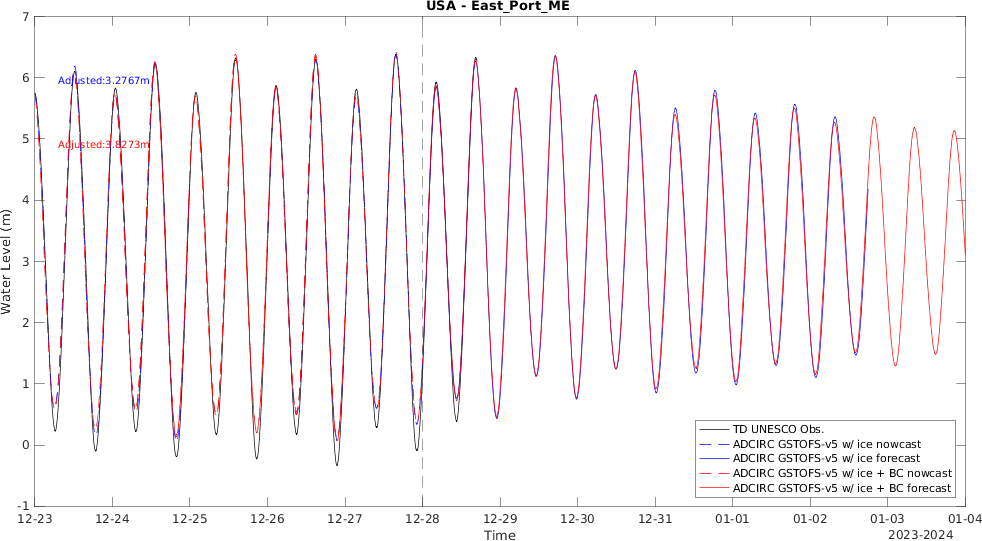 USA - East_Port_ME
7
6
5
4
3
2
1
0
-1
Water Level (m)
Adjusted:3.2767m
Adjusted:3.8273m
TD UNESCO Obs.
ADCIRC GSTOFS-v5 w/ ice nowcast
ADCIRC GSTOFS-v5 w/ ice forecast
ADCIRC GSTOFS-v5 w/ ice + BC nowcast
ADCIRC GSTOFS-v5 w/ ice + BC forecast
12-23 12-24 12-25 12-26 12-27 12-28 12-29 12-30 12-31 01-01 01-02 01-03 01-04
Time
2023-2024